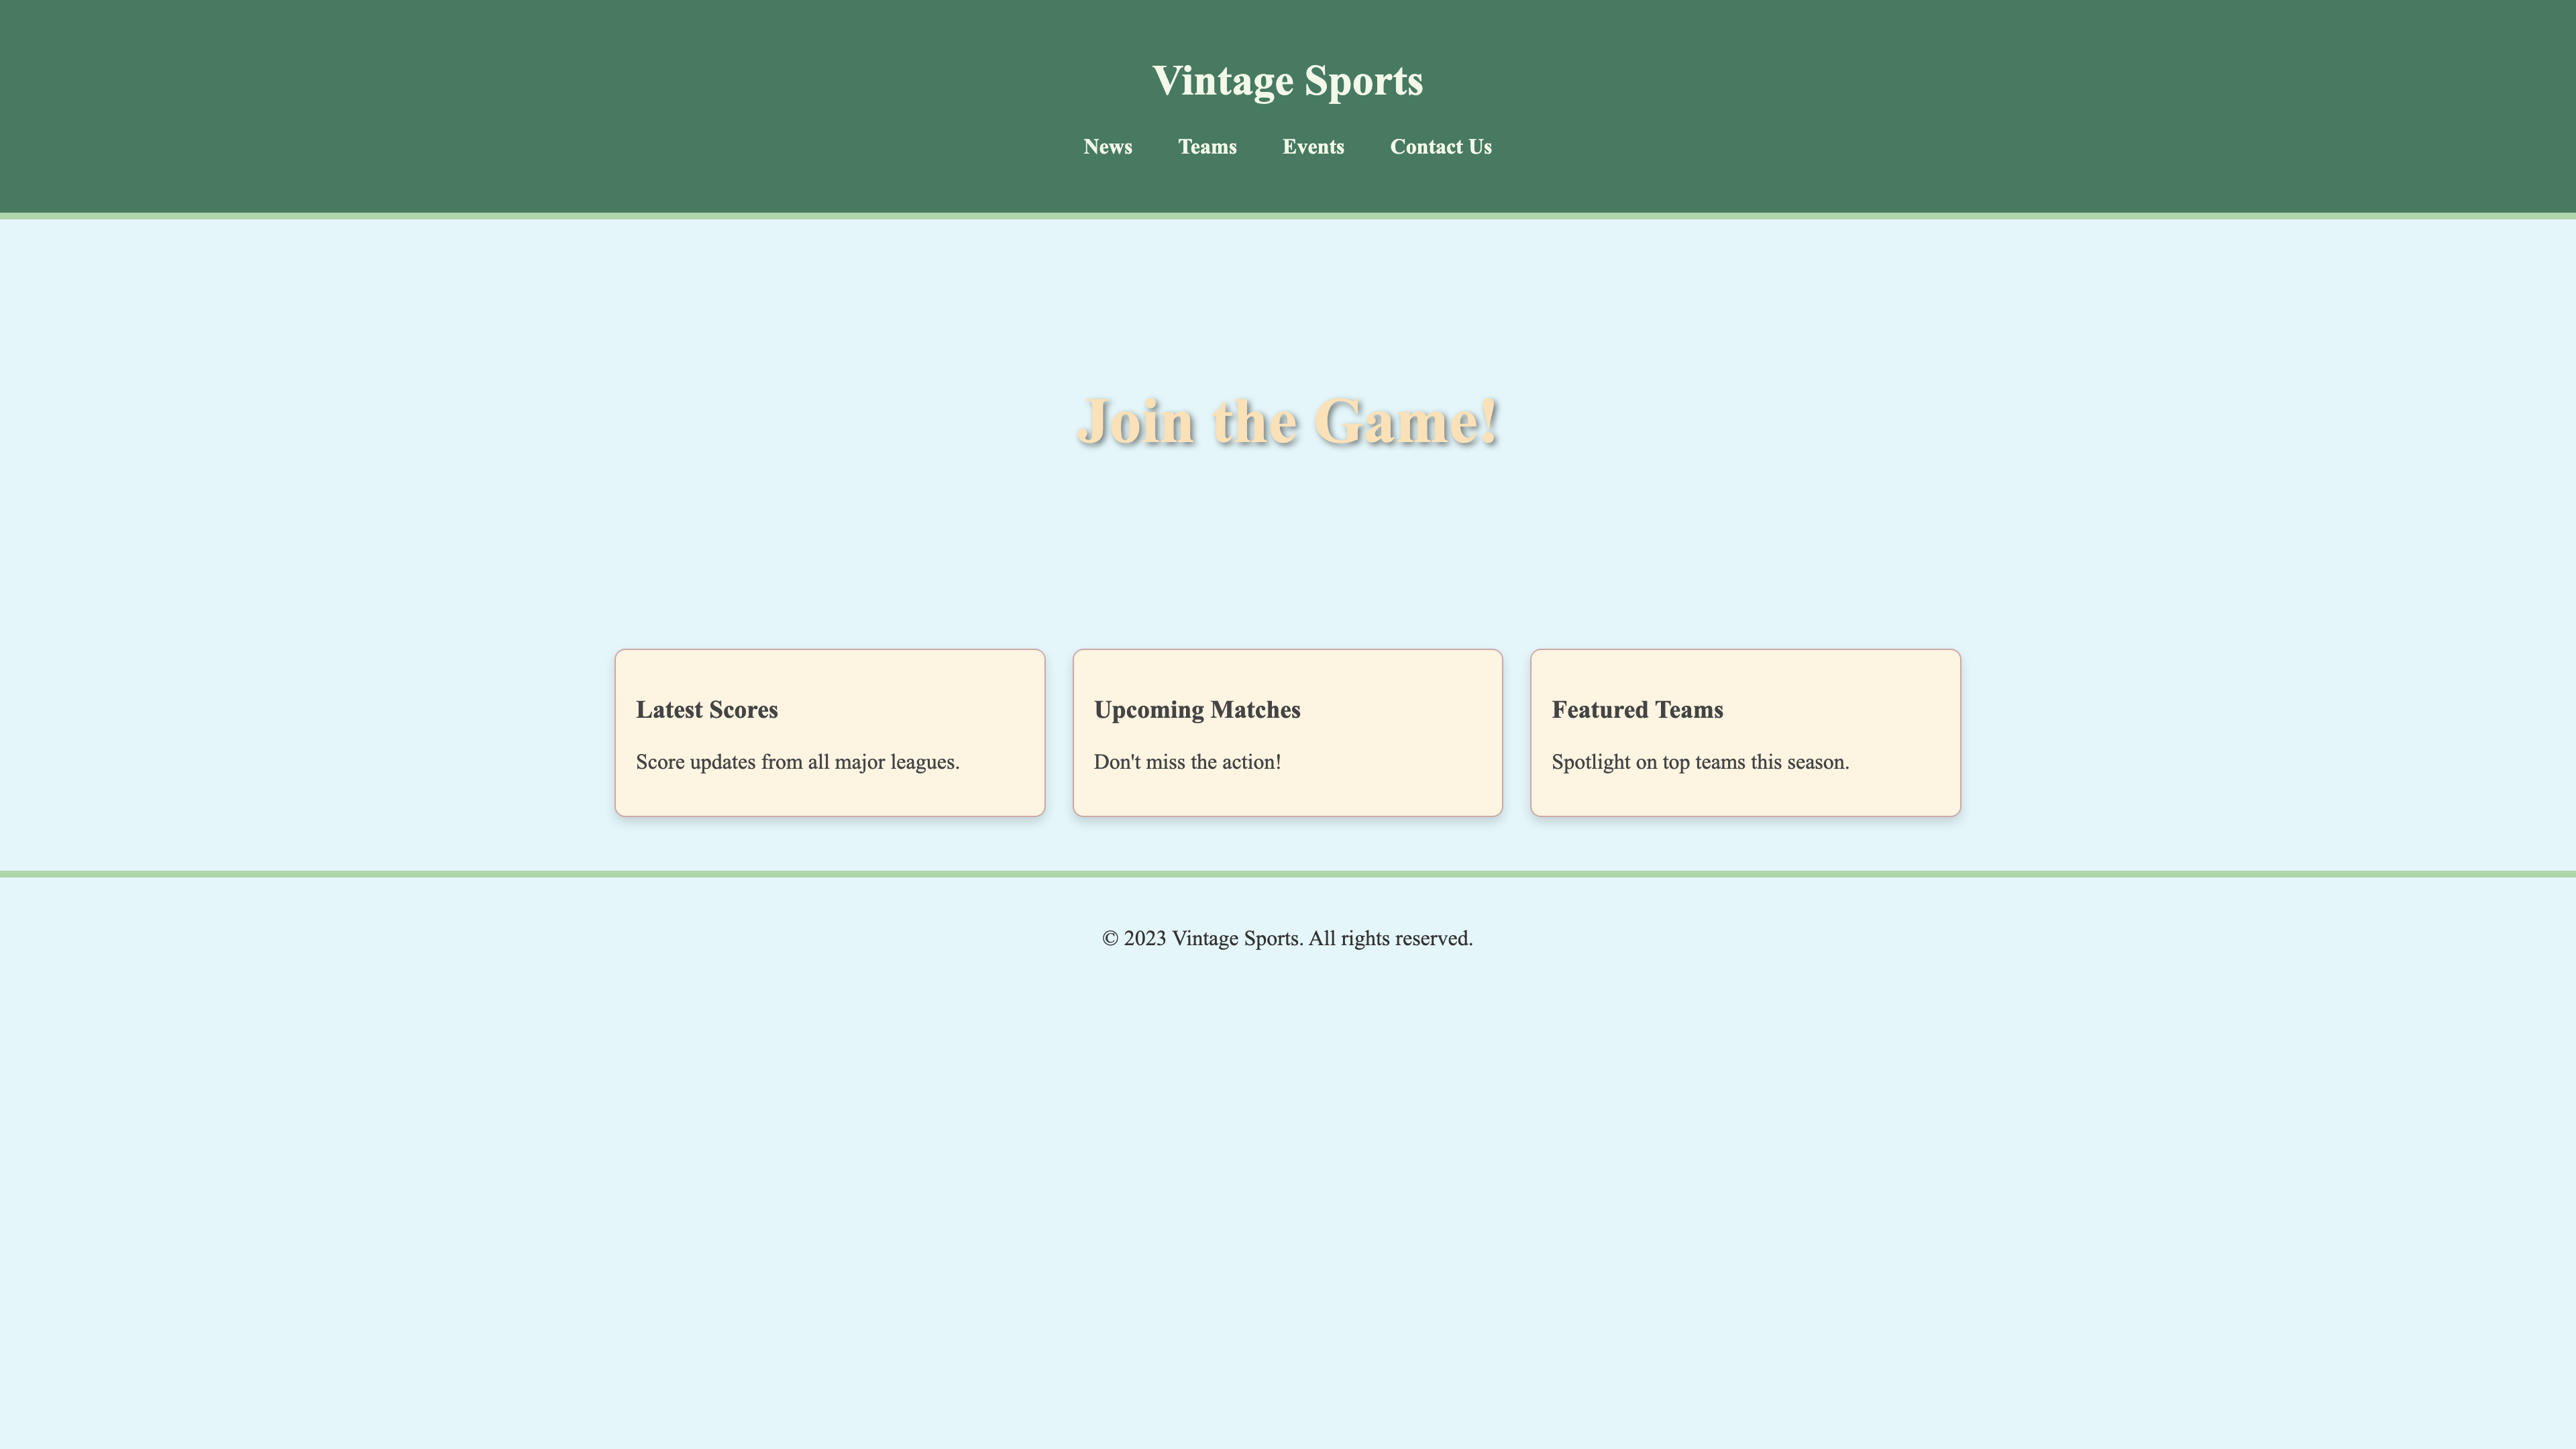 Vintage Sports
News Teams Events Contact Us
Join the Game!
Latest Scores
Score updates from all major leagues.
Upcoming Matches
Don't miss the action!
Featured Teams
Spotlight on top teams this season.
© 2023 Vintage Sports. All rights reserved.